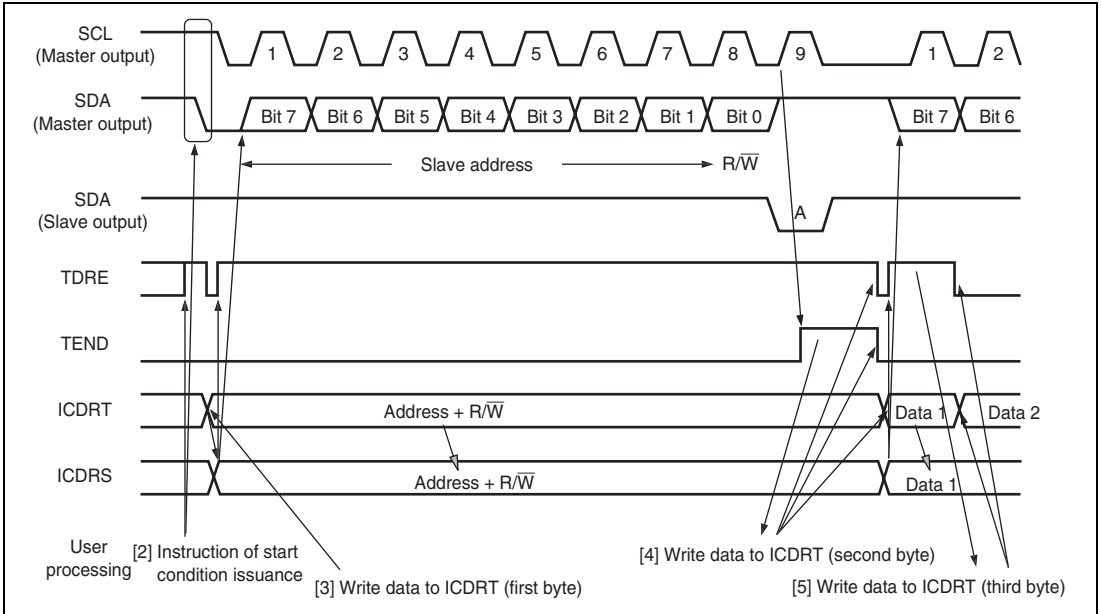 SCL
(Master output)
1 2 3 4 5 6 7 8 9 1 2
SDA
(Master output)
Bit 7 Bit 6 Bit 5 Bit 4 Bit 3 Bit 2 Bit 1 Bit 0 Bit 7 Bit 6
Slave address R/W̅
SDA
(Slave output)
A
TDRE
TEND
ICDRT
Address + R/W̅ Data 1 Data 2
ICDRS
Address + R/W̅ Data 1
User
processing
[2] Instruction of start
condition issuance
[3] Write data to ICDRT (first byte)
[4] Write data to ICDRT (second byte)
[5] Write data to ICDRT (third byte)